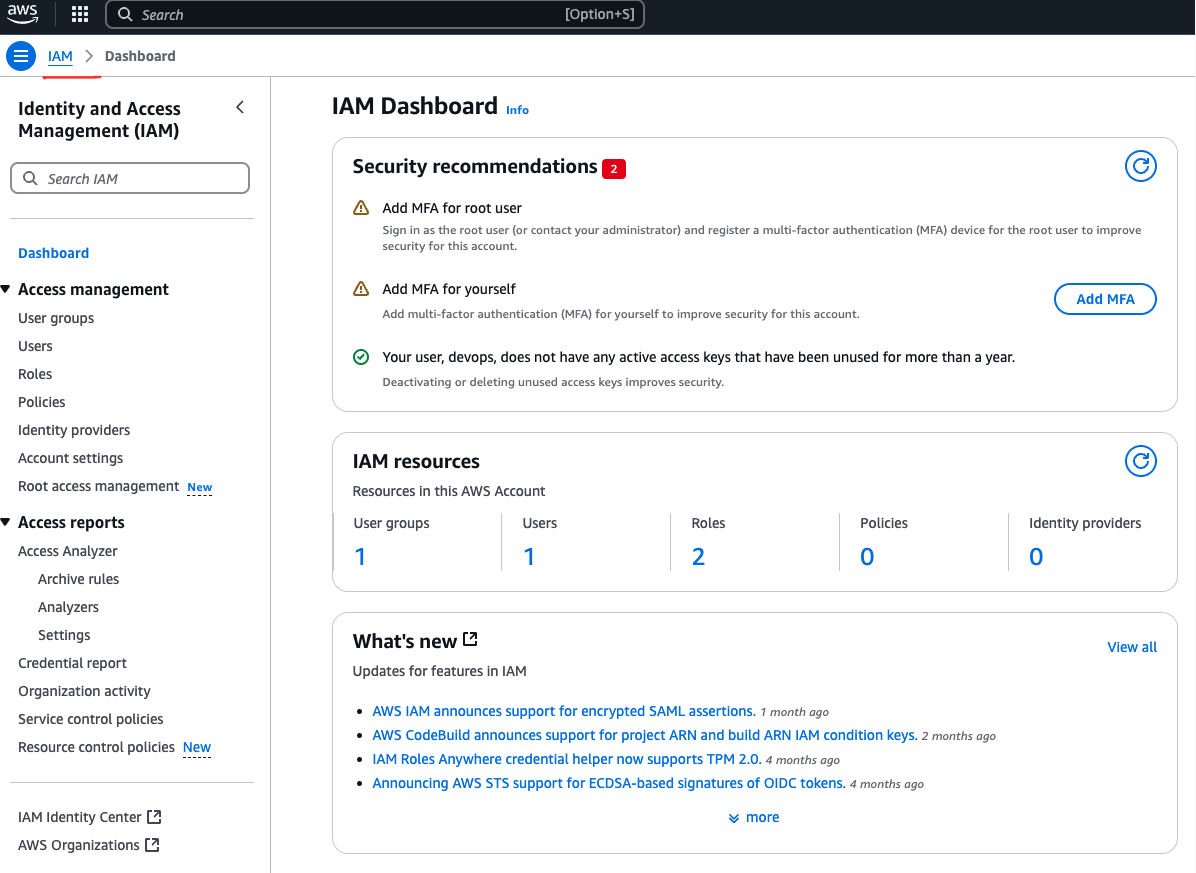 aws
Search
[Option+S]
IAM
Dashboard
Identity and Access
Management (IAM)
Search IAM
Dashboard
Access management
User groups
Users
Roles
Policies
Identity providers
Account settings
Root access management New
Access reports
Access Analyzer
Archive rules
Analyzers
Settings
Credential report
Organization activity
Service control policies
Resource control policies New
IAM Identity Center
AWS Organizations
IAM Dashboard Info
Security recommendations 2
Add MFA for root user
Sign in as the root user (or contact your administrator) and register a multi-factor authentication (MFA) device for the root user to improve
security for this account.
Add MFA for yourself
Add multi-factor authentication (MFA) for yourself to improve security for this account.
Add MFA
Your user, devops, does not have any active access keys that have been unused for more than a year.
Deactivating or deleting unused access keys improves security.
IAM resources
Resources in this AWS Account
User groups
1
Users
1
Roles
2
Policies
0
Identity providers
0
What's new
View all
Updates for features in IAM
AWS IAM announces support for encrypted SAML assertions. 1 month ago
AWS CodeBuild announces support for project ARN and build ARN IAM condition keys. 2 months ago
IAM Roles Anywhere credential helper now supports TPM 2.0. 4 months ago
Announcing AWS STS support for ECDSA-based signatures of OIDC tokens. 4 months ago
more